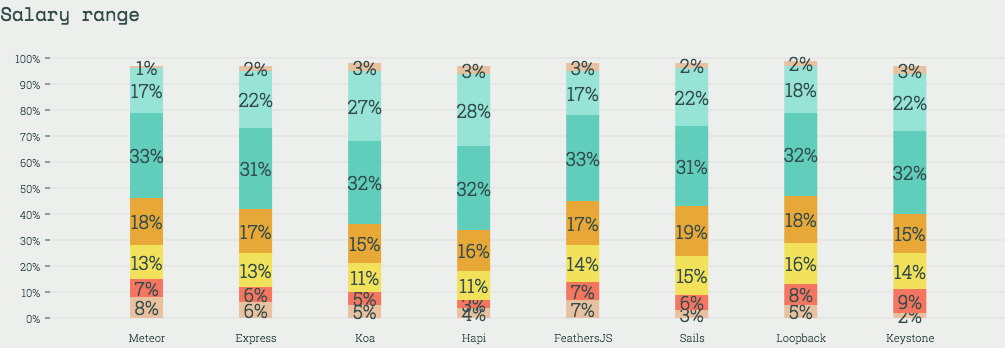 Salary range
100%
90%
80%
70%
60%
50%
40%
30%
20%
10%
0%
1% 2% 3% 3% 3% 2% 2% 3%
17% 22% 27% 28% 17% 22% 18% 22%
33% 31% 32% 32% 33% 31% 32% 32%
18% 17% 15% 16% 17% 19% 18% 15%
13% 13% 11% 11% 14% 15% 16% 14%
7% 6% 5% 3% 7% 6% 8% 9%
8% 6% 5% 4% 7% 3% 5% 2%
Meteor Express Koa Hapi FeathersJS Sails Loopback Keystone